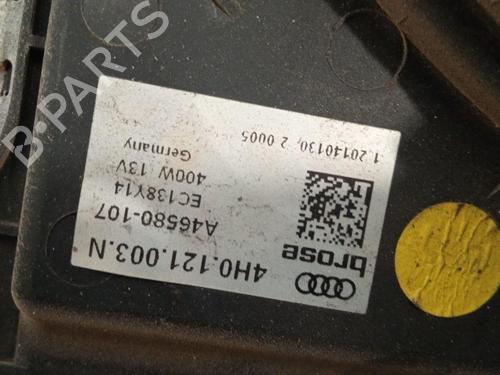 brose
4H0.121.003.N
A46580-107
EC138Y14
400W 13V
Germany
1.20140130, 2 0005
B-PARTS